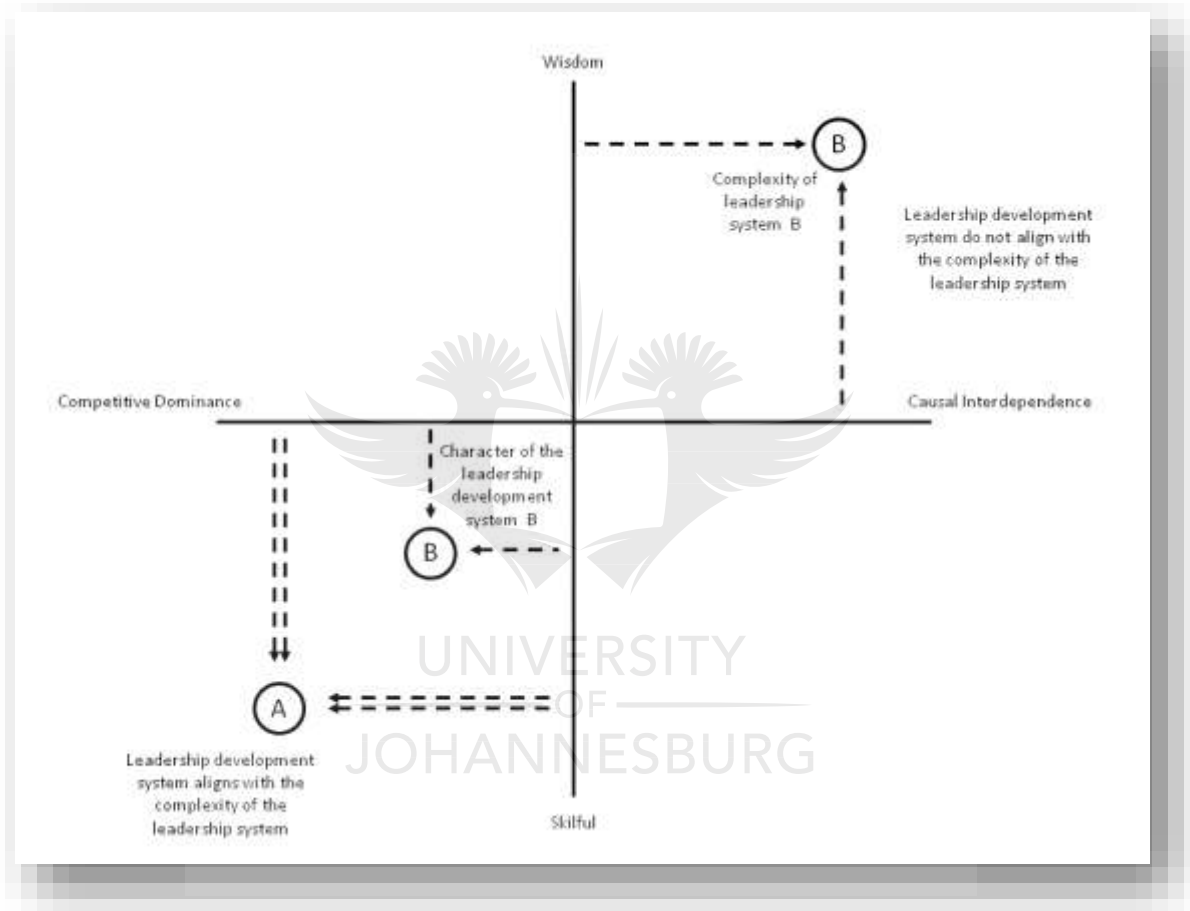 Wisdom
B
Complexity of
leadership
system B
Leadership development
system do not align with
the complexity of the
leadership system
Competitive Dominance
Causal Interdependence
Character of the
leadership
development
system B
B
UNIVERSITY
OF
JOHANNESBURG
A
Leadership development
system aligns with the
complexity of the
leadership system
Skilful